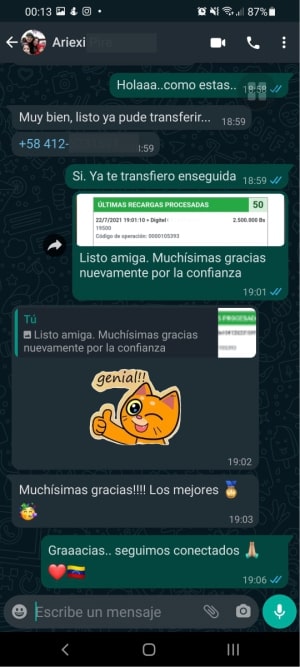 00:13
87%
Ariexi
Holaaa..como estas..
Muy bien, listo ya pude transferir...
18:59
+58 412-
:59
Si. Ya te transfiero enseguida
18:59
ÚLTIMAS RECARGAS PROCESADAS
50
22/7/2021 19:01:10 • Digitel:
2.500.000 Bs
19500
Código de operación: 0000105393
Listo amiga. Muchísimas gracias
nuevamente por la confianza
19:01
Tú
Listo amiga. Muchísimas gracias
nuevamente por la confianza
genial!!
19:02
Muchísimas gracias!!!! Los mejores
19:03
Graaacias.. seguimos conectados
19:06
Escribe un mensaje